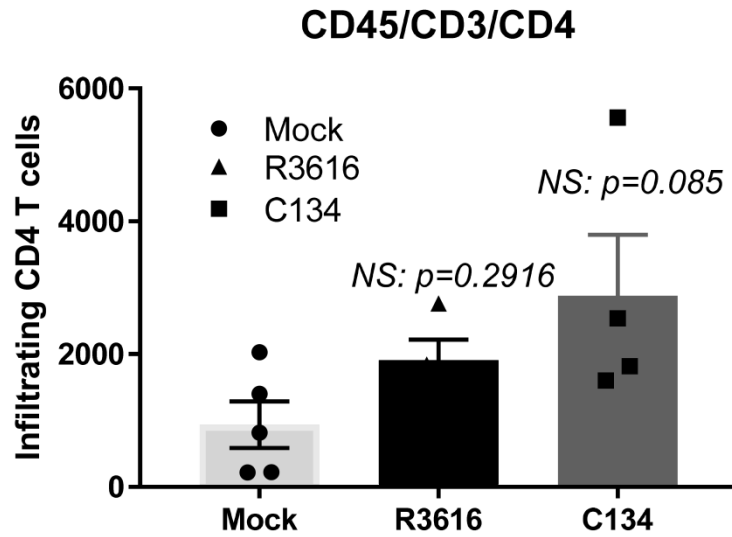 CD45/CD3/CD4
Infiltrating CD4 T cells
6000
4000
2000
0
Mock
R3616
C134
NS: p=0.2916
NS: p=0.085
Mock
R3616
C134